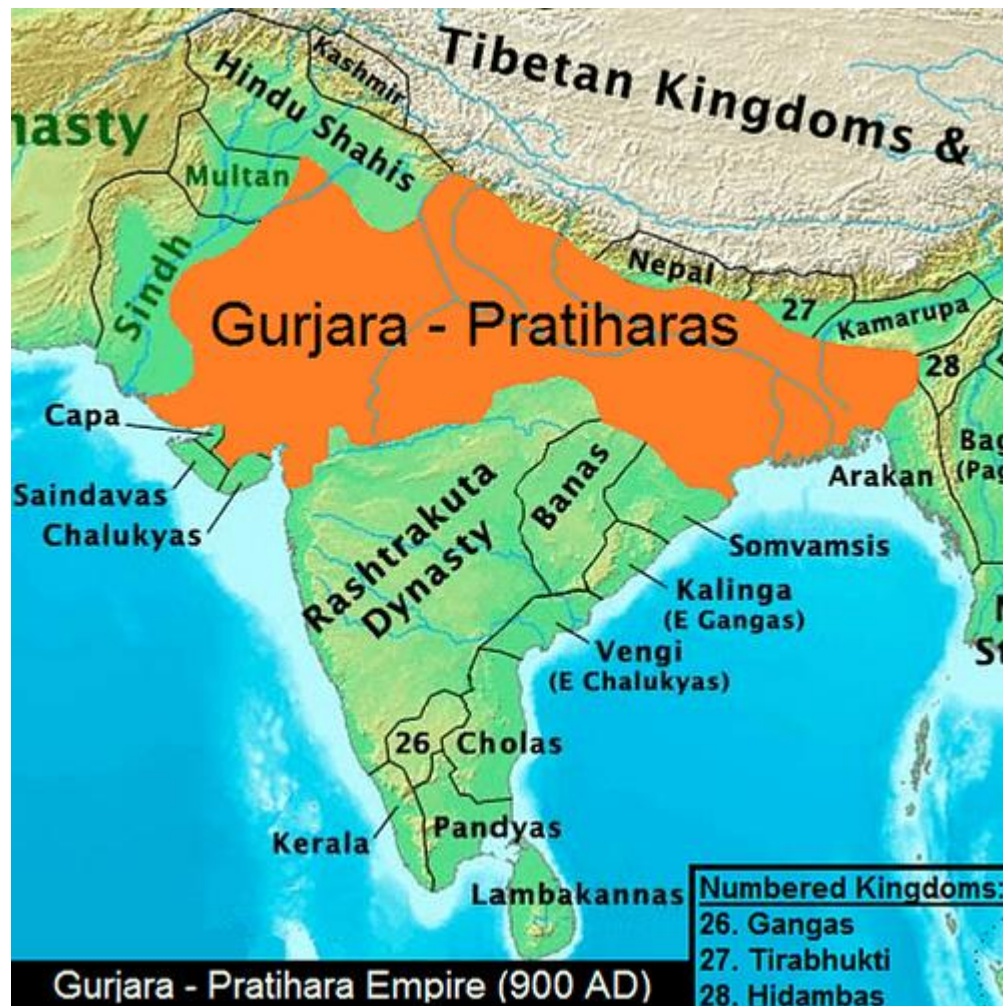 Tibetan Kingdoms &
Hindu Shahis
Kashmir
nasty
Multan
Sindh
Nepal
27
Kamarupa
28
Gurjara - Pratiharas
Capa
Saindavas
Chalukyas
Rashtrakuta
Dynasty
Banas
Arakan
Somvamsis
Kalinga
(E Gangas)
Vengi
(E Chalukyas)
26
Cholas
Kerala
Pandyas
Lambakannas
Numbered Kingdoms:
26. Gangas
27. Tirabhukti
28. Hidambas
Gurjara - Pratihara Empire (900 AD)